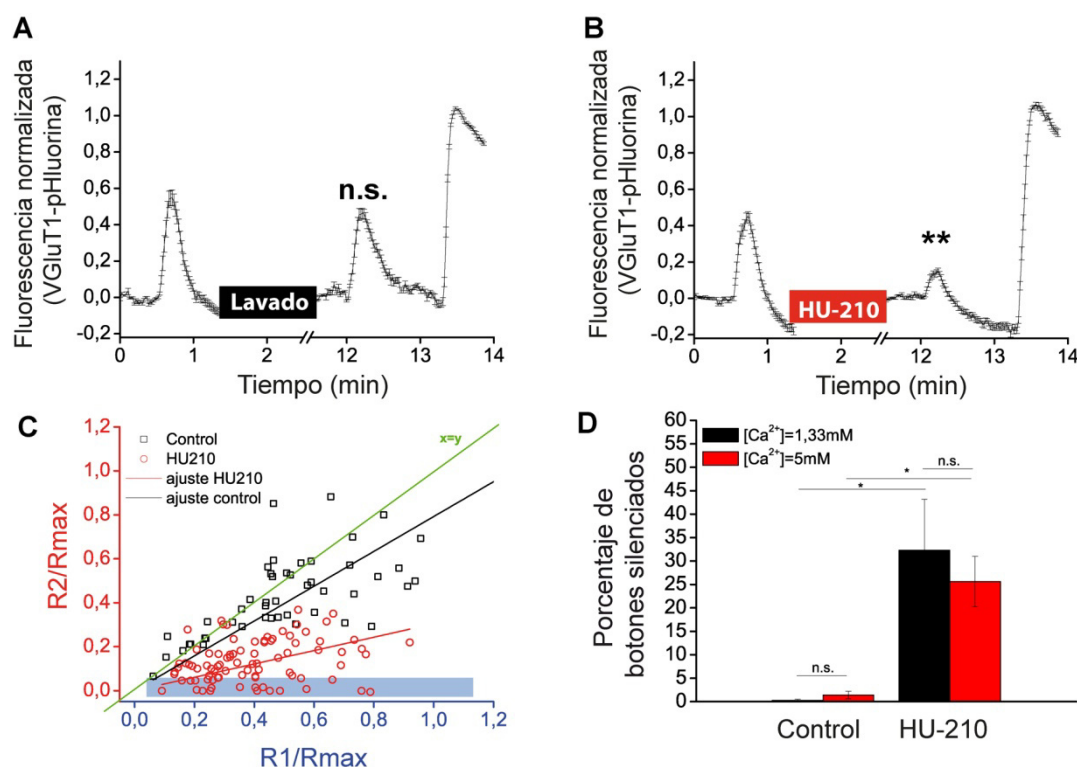 A
Fluorescencia normalizada
(VGluT1-pHluorina)
1,2
1,0
0,8
0,6
0,4
0,2
0,0
-0,2
n.s.
Lavado
0 1 2 12 13 14
Tiempo (min)
B
Fluorescencia normalizada
(VGluT1-pHluorina)
1,2
1,0
0,8
0,6
0,4
0,2
0,0
-0,2
**
HU-210
0 1 2 12 13 14
Tiempo (min)
C
R2/Rmax
1,2
1,0
0,8
0,6
0,4
0,2
0,0
Control
HU210
ajuste HU210
ajuste control
x=y
0,0 0,2 0,4 0,6 0,8 1,0 1,2
R1/Rmax
D
Porcentaje de
botones silenciados
60
55
50
45
40
35
30
25
20
15
10
5
0
[Ca²⁺]=1,33mM
[Ca²⁺]=5mM
n.s.
*
*
n.s.
Control HU-210